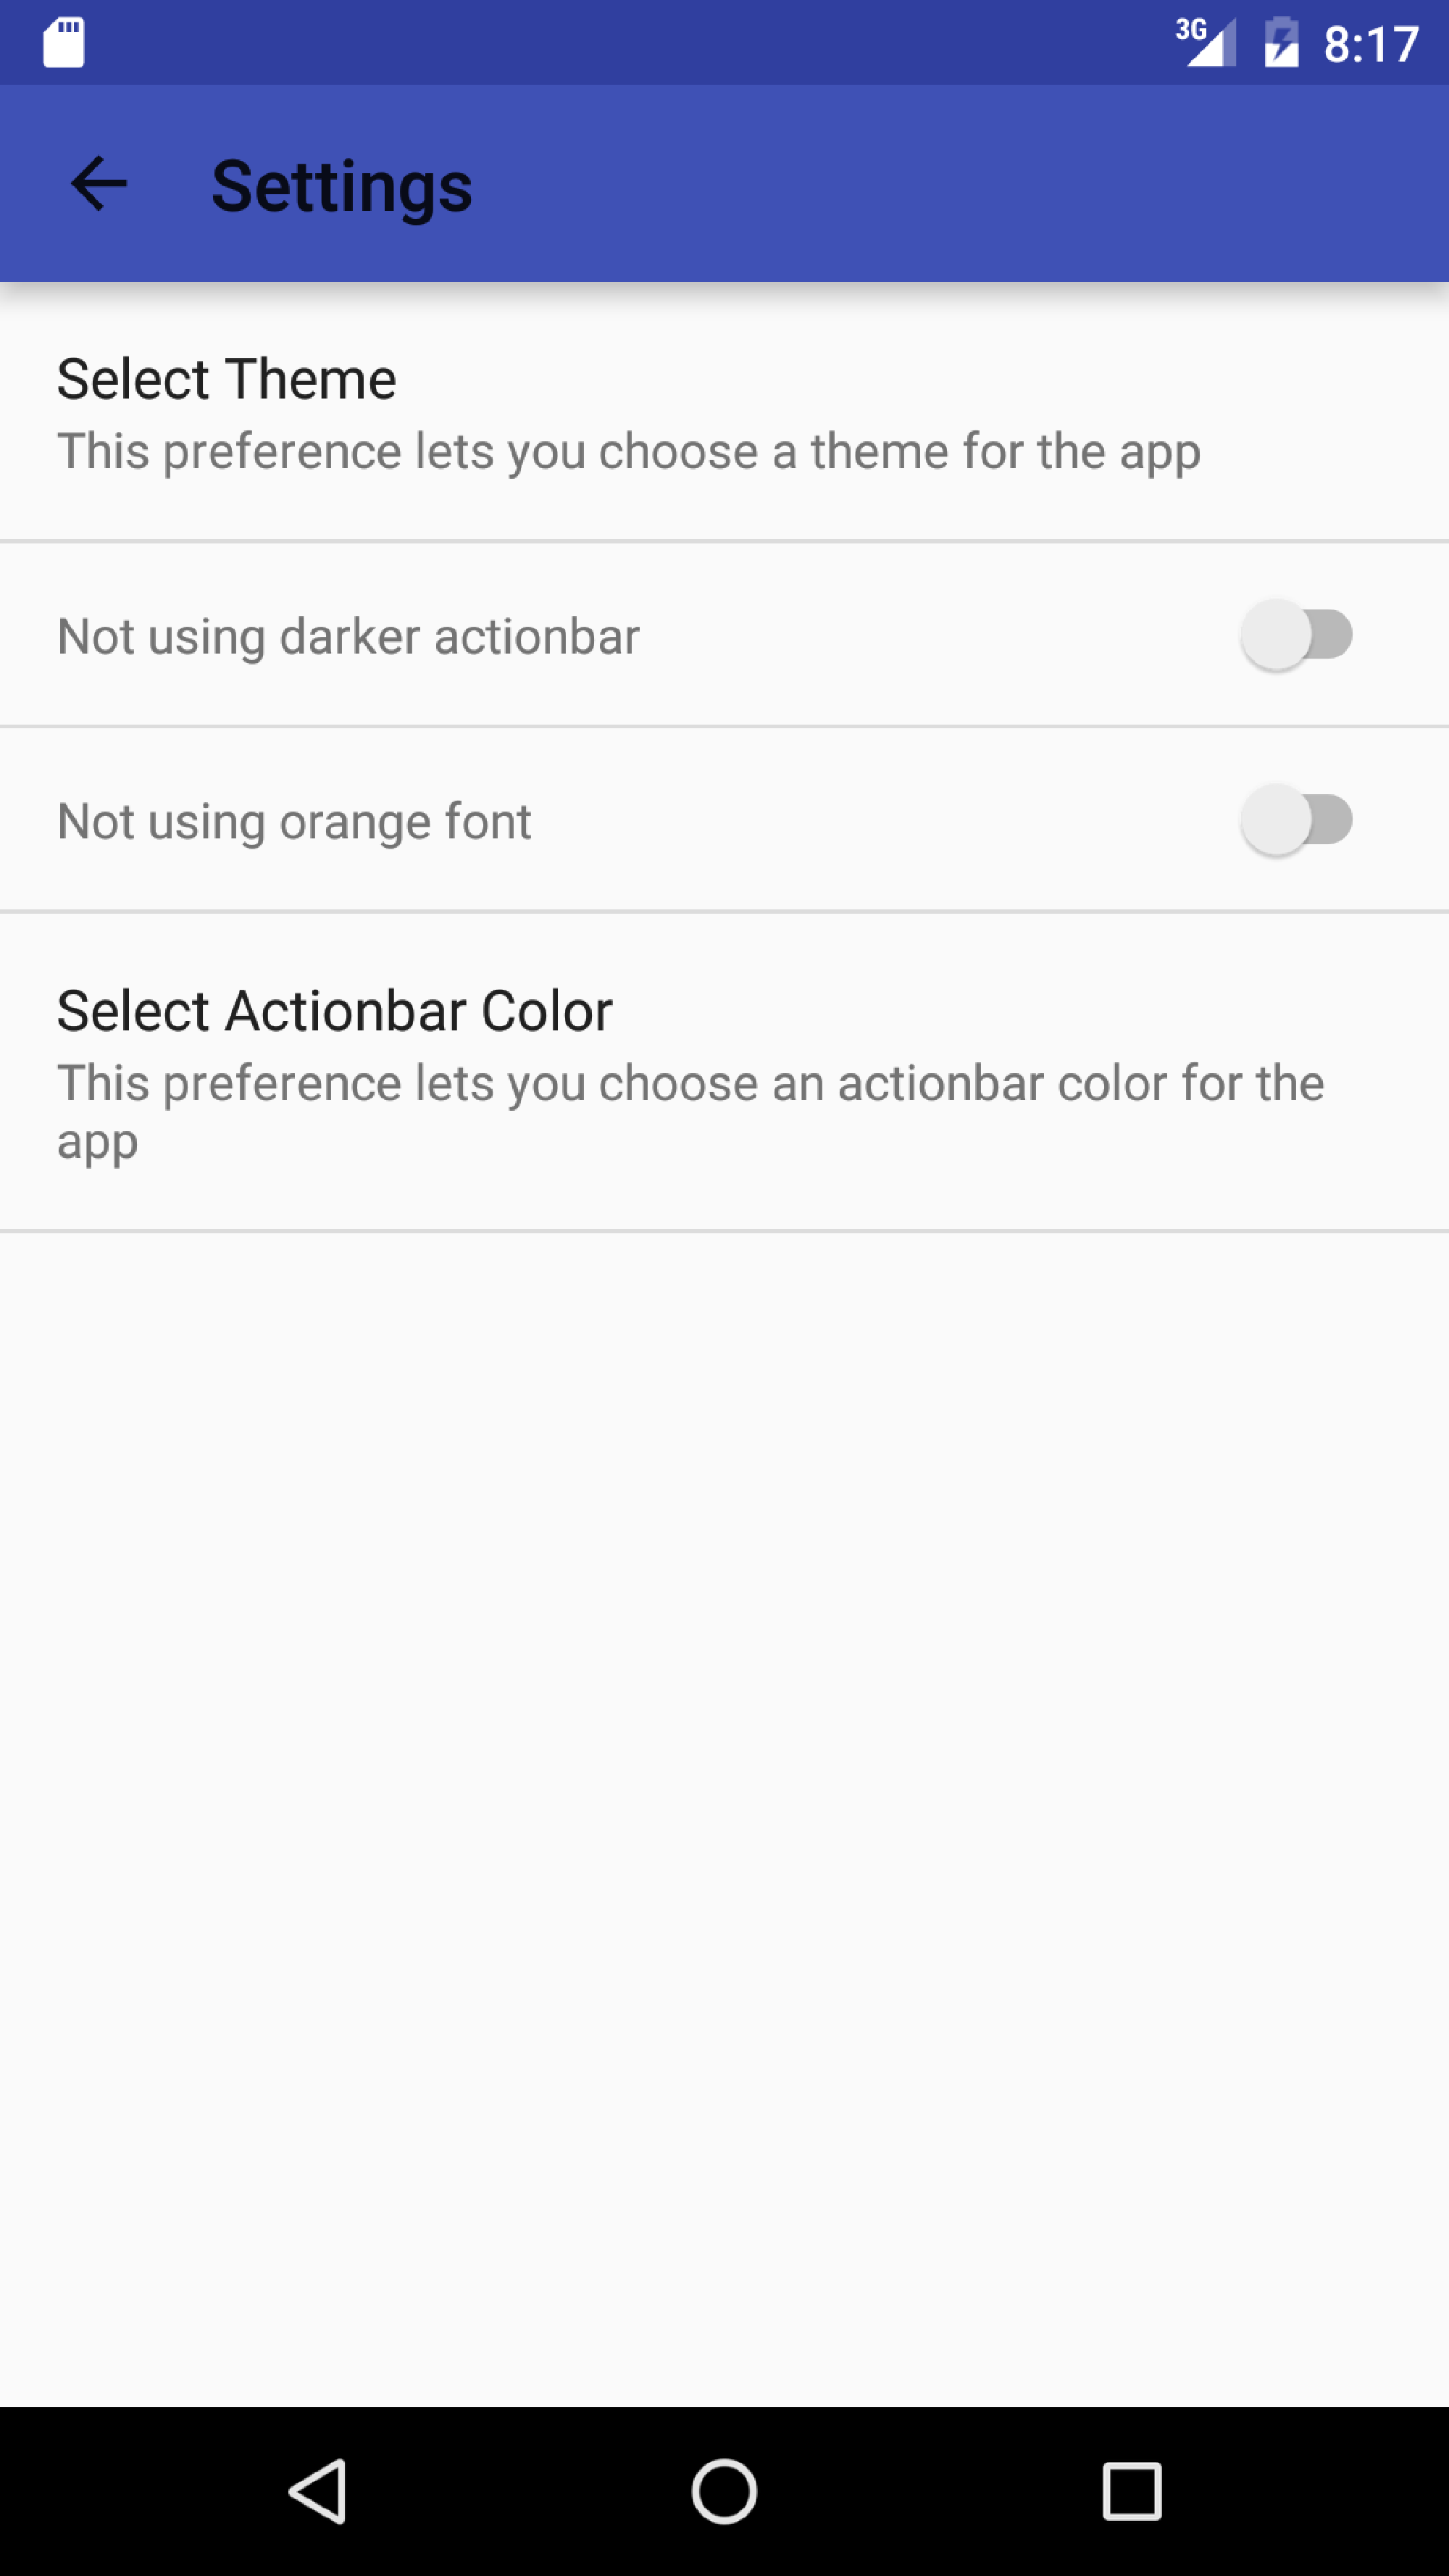 3G 8:17
Settings
Select Theme
This preference lets you choose a theme for the app
Not using darker actionbar
Not using orange font
Select Actionbar Color
This preference lets you choose an actionbar color for the
app